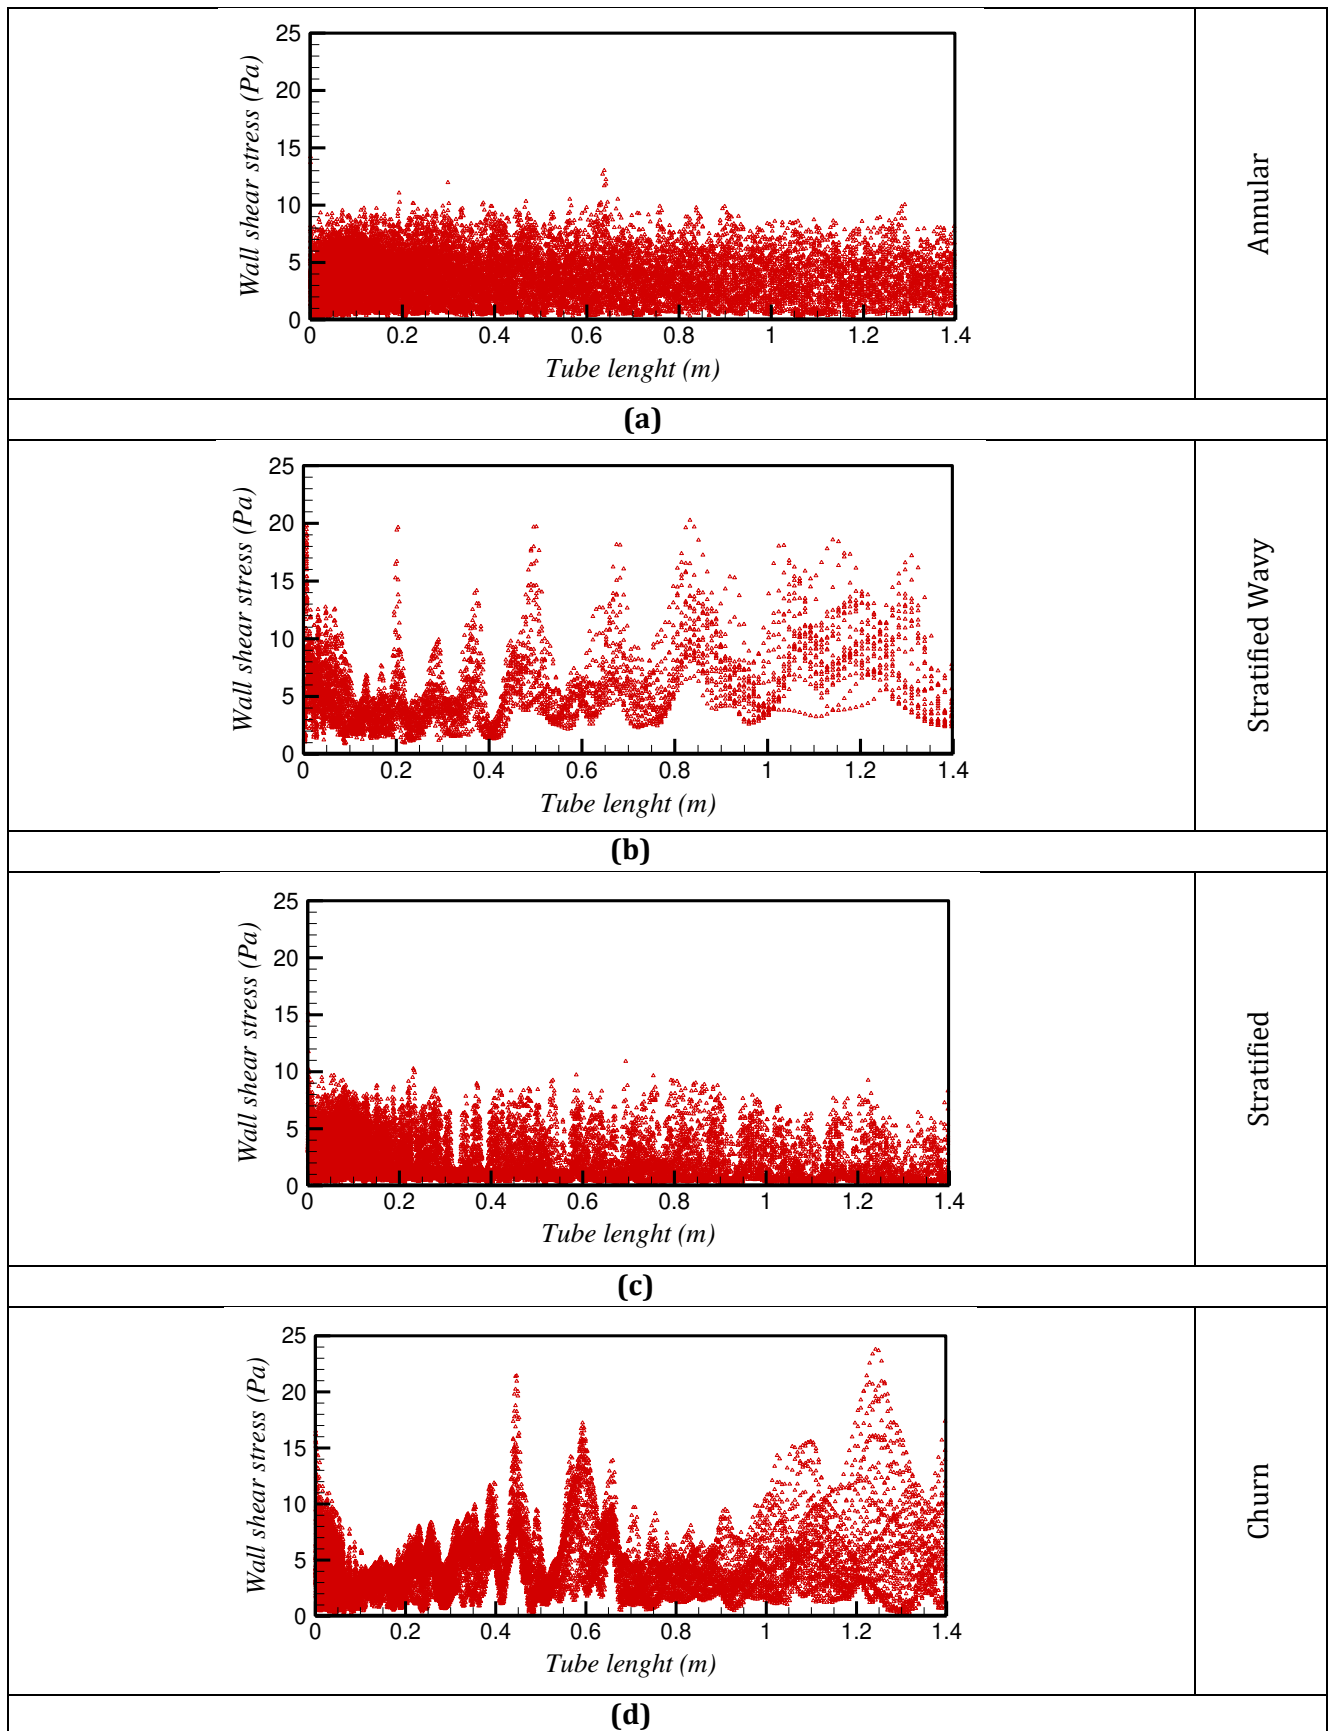 25
20
15
10
5
0
Wall shear stress (Pa)
0 0.2 0.4 0.6 0.8 1 1.2 1.4
Tube lenght (m)
Annular
(a)
25
20
15
10
5
0
Wall shear stress (Pa)
0 0.2 0.4 0.6 0.8 1 1.2 1.4
Tube lenght (m)
Stratified Wavy
(b)
25
20
15
10
5
0
Wall shear stress (Pa)
0 0.2 0.4 0.6 0.8 1 1.2 1.4
Tube lenght (m)
Stratified
(c)
25
20
15
10
5
0
Wall shear stress (Pa)
0 0.2 0.4 0.6 0.8 1 1.2 1.4
Tube lenght (m)
Churn
(d)